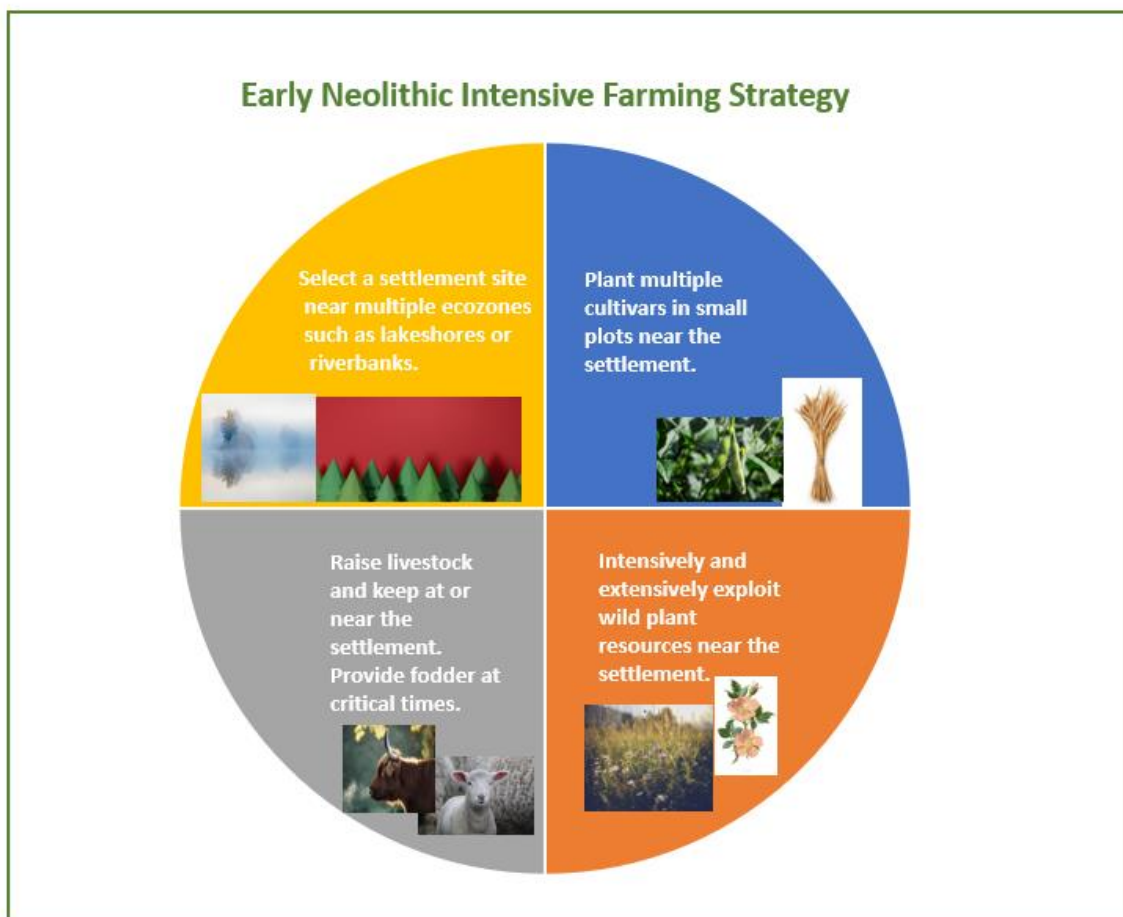 Early Neolithic Intensive Farming Strategy
Select a settlement site
near multiple ecozones
such as lakeshores or
riverbanks.
Plant multiple
cultivars in small
plots near the
settlement.
Raise livestock
and keep at or
near the
settlement.
Provide fodder at
critical times.
Intensively and
extensively exploit
wild plant
resources near the
settlement.